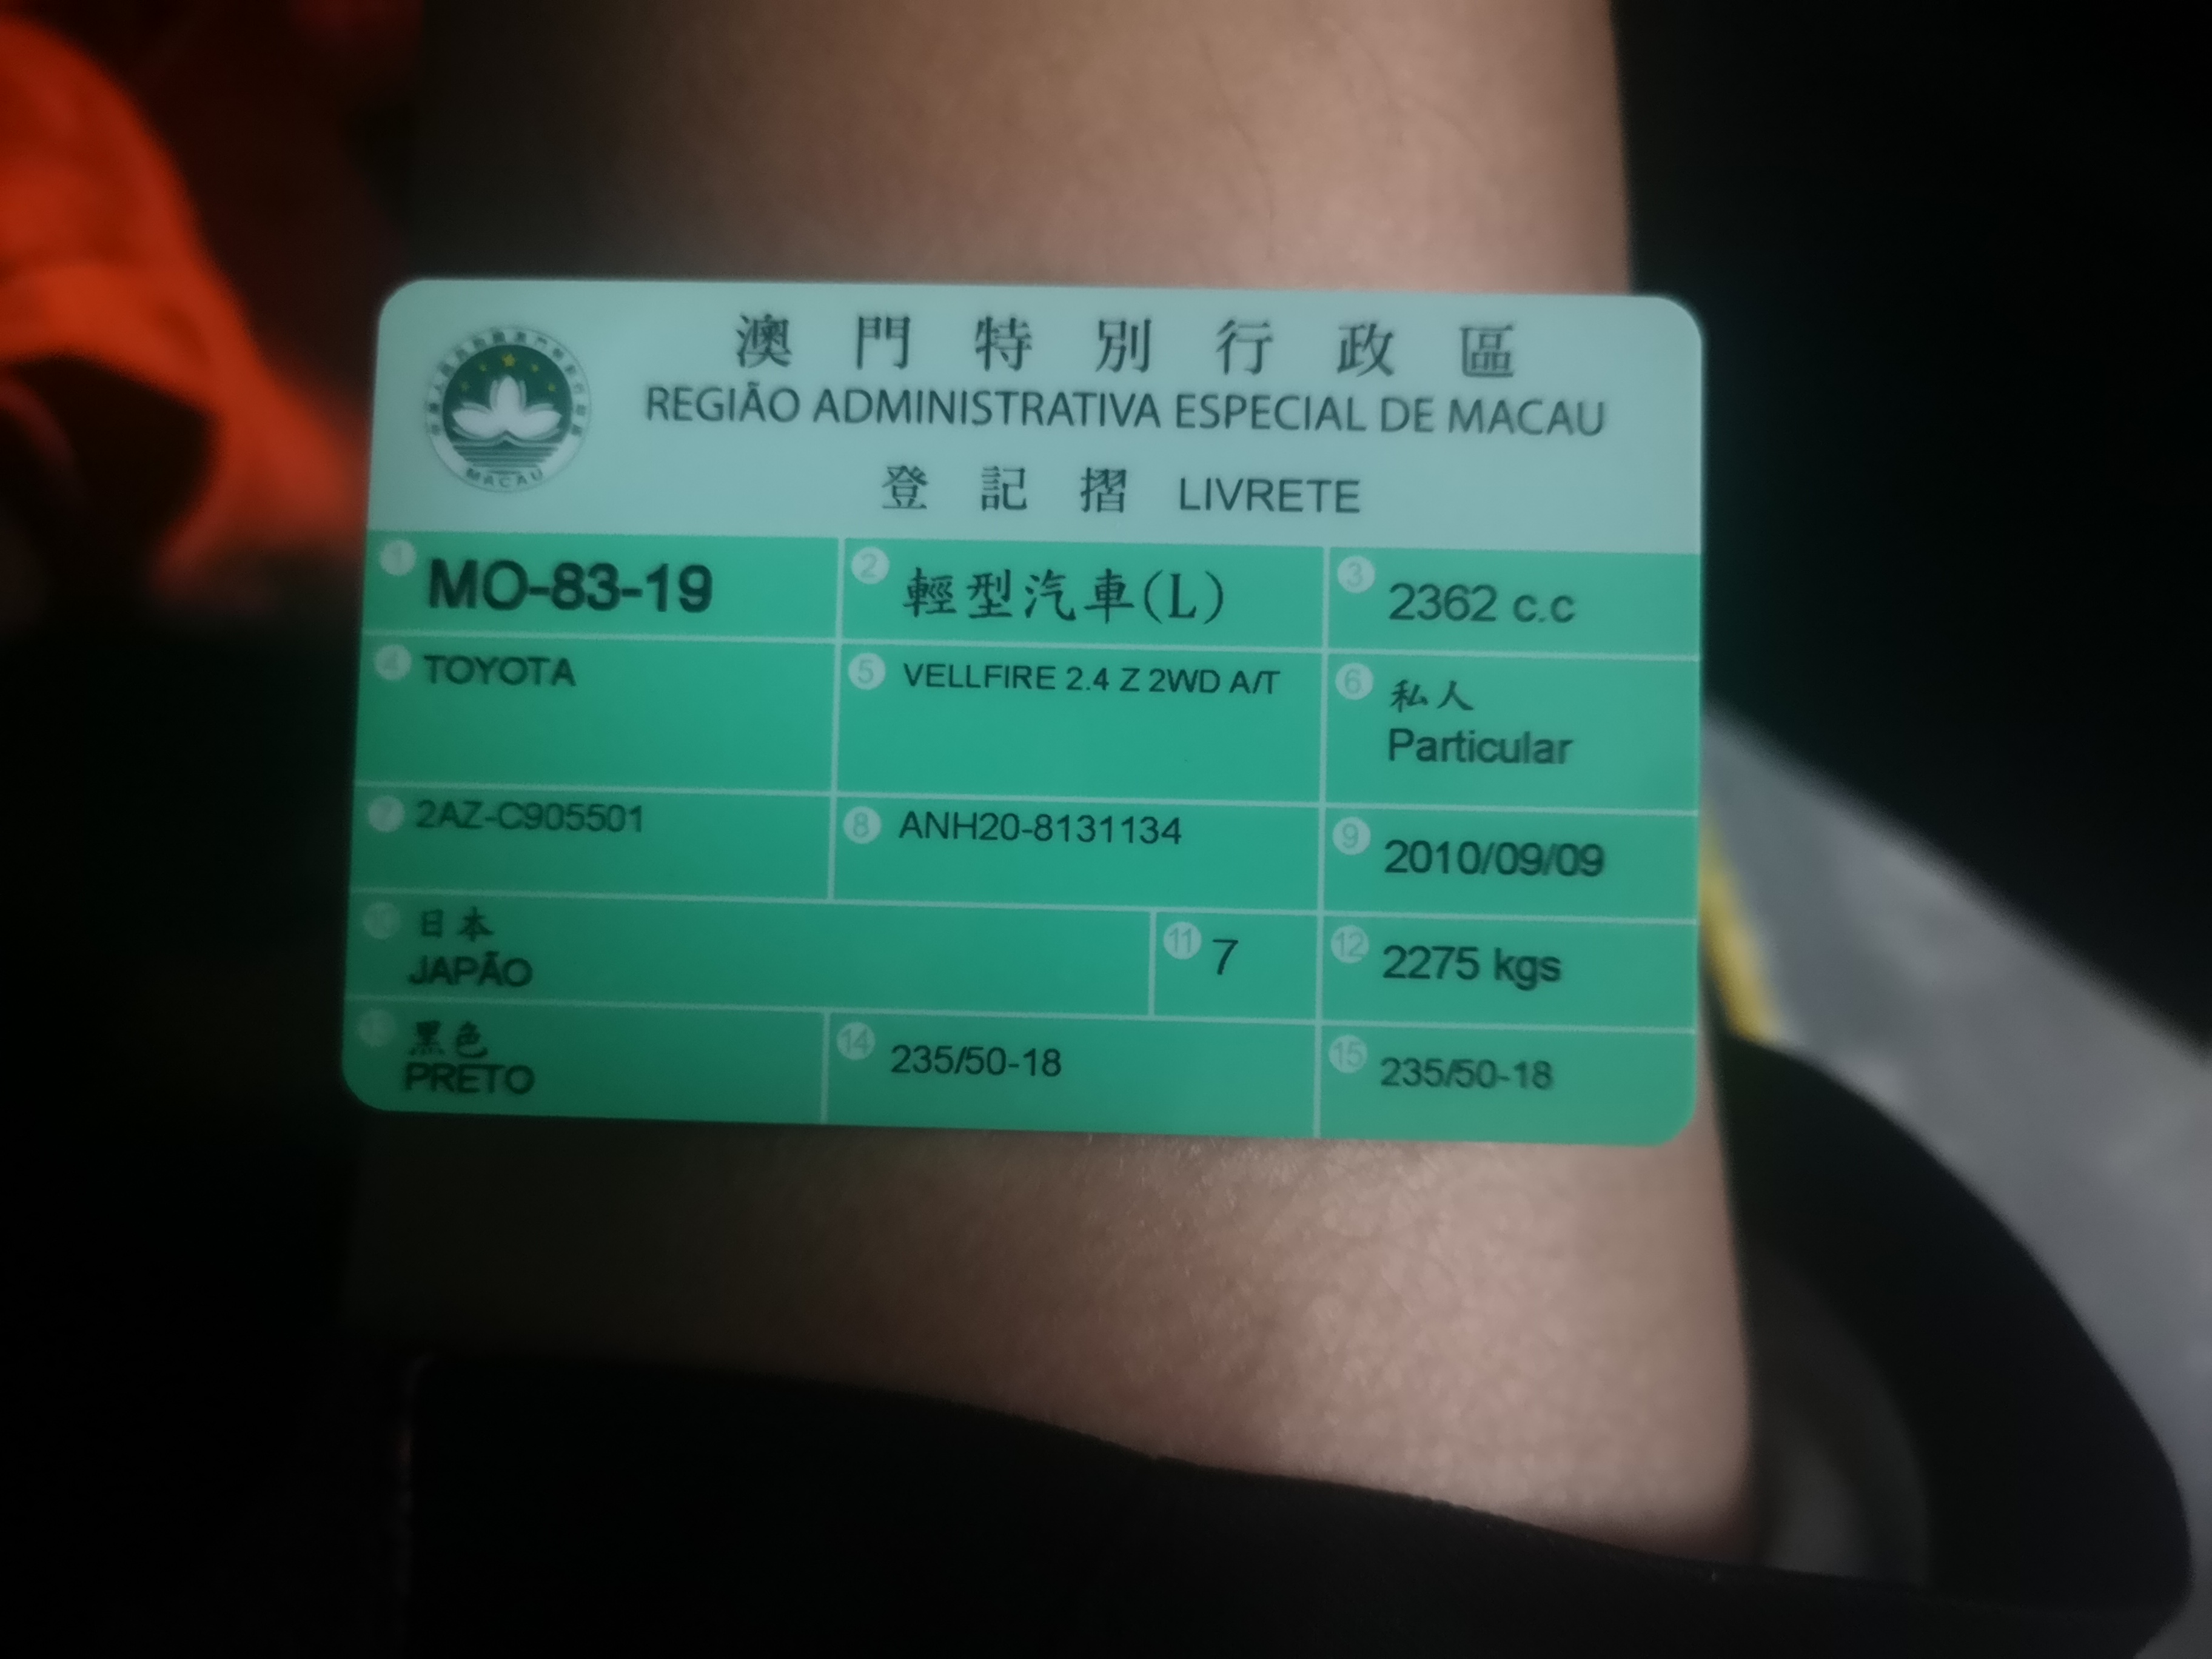 澳門特別行政區
REGIÃO ADMINISTRATIVA ESPECIAL DE MACAU
登記摺 LIVRETE
MACAU
1 MO-83-19
2 輕型汽車(L)
3 2362 c.c
4 TOYOTA
5 VELLFIRE 2.4 Z 2WD A/T
6 私人
Particular
7 2AZ-C905501
8 ANH20-8131134
9 2010/09/09
10 日本
JAPÃO
11 7
12 2275 kgs
13 黑色
PRETO
14 235/50-18
15 235/50-18